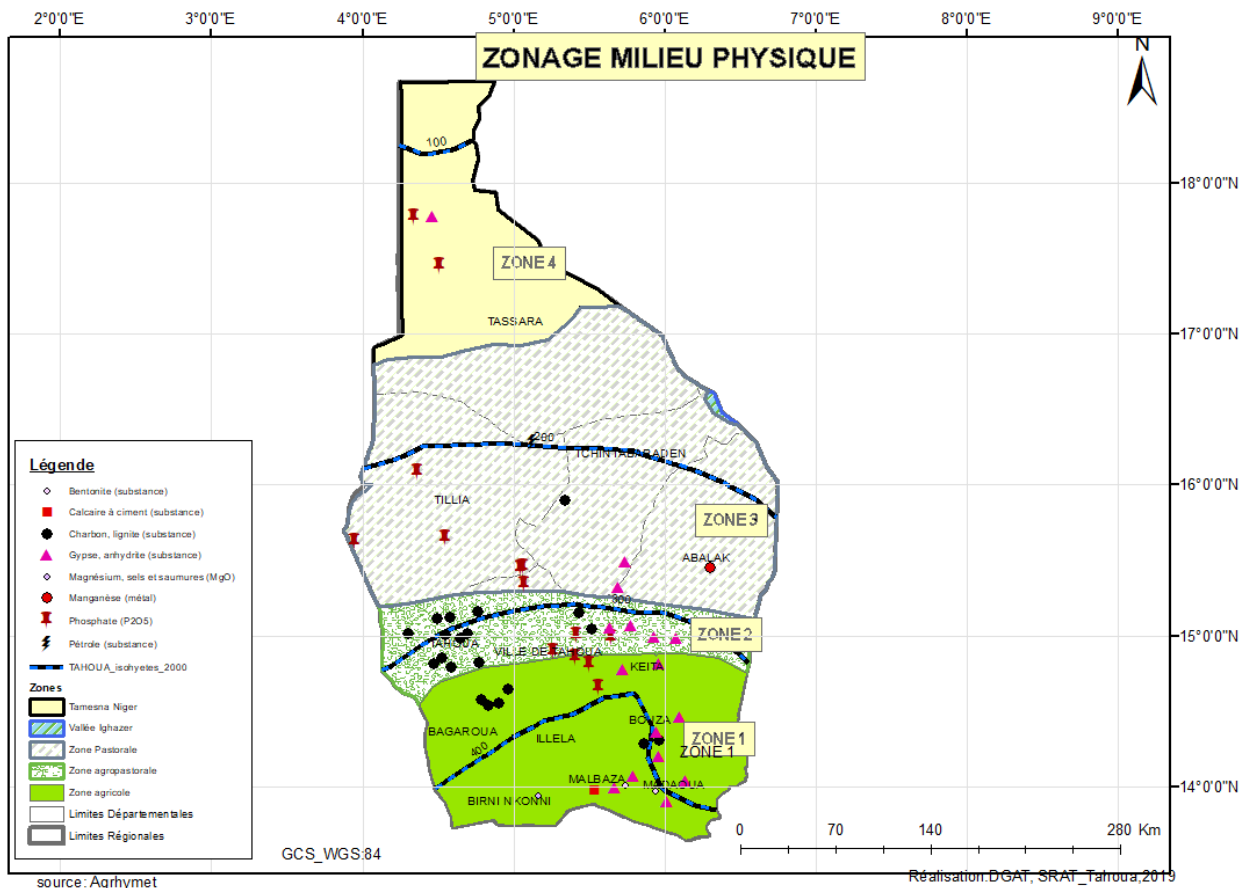 2°0'0"E
3°0'0"E
4°0'0"E
5°0'0"E
6°0'0"E
7°0'0"E
8°0'0"E
9°0'0"E
ZONAGE MILIEU PHYSIQUE
N
100
18°0'0"N
ZONE 4
TASSARA
17°0'0"N
200
TCHINTABARADEN
16°0'0"N
TILLIA
ZONE 3
ABALAK
300
ZONE 2
15°0'0"N
TAHOUA
VILLE DE TAHOUA
KEITA
BOUZA
ZONE 1
BAGAROUA
ILLELA
ZONE 1
400
MALBAZA
MADAOUA
14°0'0"N
BIRNI NKONNI
0
70
140
280 Km
Légende
Bentonite (substance)
Calcaire à ciment (substance)
Charbon, lignite (substance)
Gypse, anhydrite (substance)
Magnésium, sels et saumures (MgO)
Manganèse (métal)
Phosphate (P2O5)
Pétrole (substance)
TAHOUA_isohyetes_2000
Zones
Tamesna Niger
Vallée Ighazer
Zone Pastorale
Zone agropastorale
Zone agricole
Limites Départementales
Limites Régionales
GCS_WGS:84
source: Agrhymet
Réalisation:DGAT, SRAT_Tahoua,2019